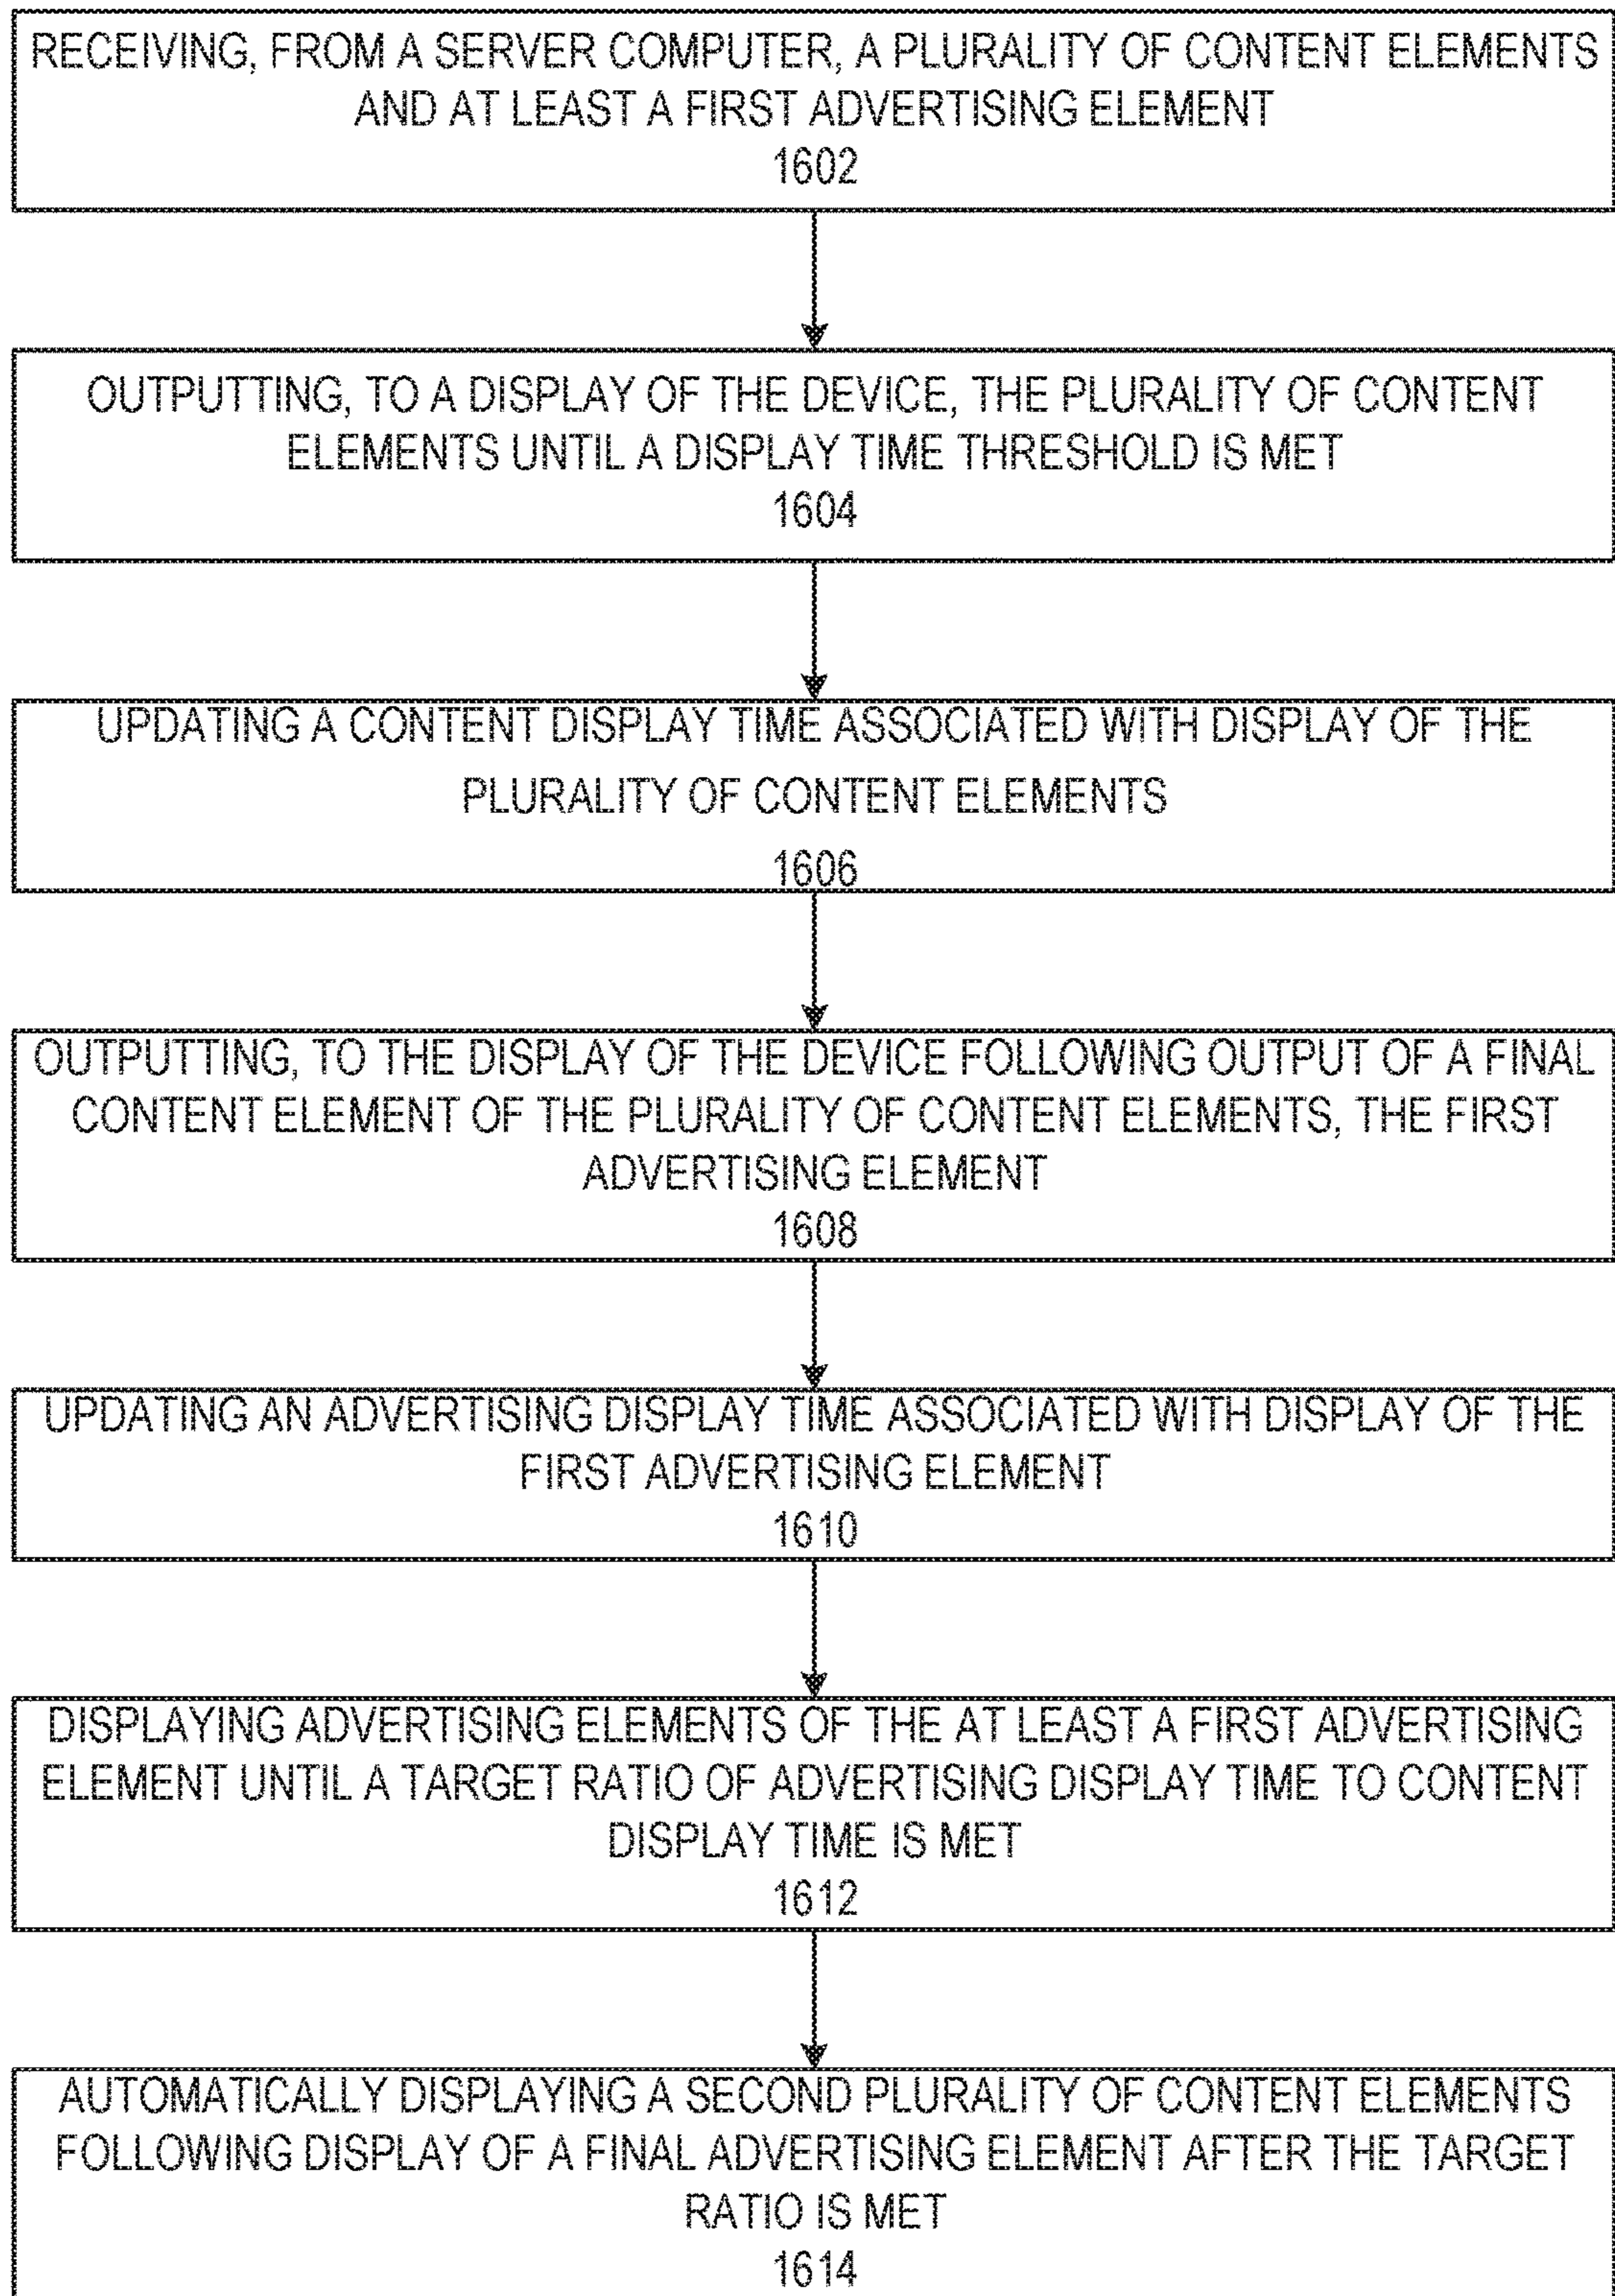 RECEIVING, FROM A SERVER COMPUTER, A PLURALITY OF CONTENT ELEMENTS
AND AT LEAST A FIRST ADVERTISING ELEMENT
1602
OUTPUTTING, TO A DISPLAY OF THE DEVICE, THE PLURALITY OF CONTENT
ELEMENTS UNTIL A DISPLAY TIME THRESHOLD IS MET
1604
UPDATING A CONTENT DISPLAY TIME ASSOCIATED WITH DISPLAY OF THE
PLURALITY OF CONTENT ELEMENTS
1606
OUTPUTTING, TO THE DISPLAY OF THE DEVICE FOLLOWING OUTPUT OF A FINAL
CONTENT ELEMENT OF THE PLURALITY OF CONTENT ELEMENTS, THE FIRST
ADVERTISING ELEMENT
1608
UPDATING AN ADVERTISING DISPLAY TIME ASSOCIATED WITH DISPLAY OF THE
FIRST ADVERTISING ELEMENT
1610
DISPLAYING ADVERTISING ELEMENTS OF THE AT LEAST A FIRST ADVERTISING
ELEMENT UNTIL A TARGET RATIO OF ADVERTISING DISPLAY TIME TO CONTENT
DISPLAY TIME IS MET
1612
AUTOMATICALLY DISPLAYING A SECOND PLURALITY OF CONTENT ELEMENTS
FOLLOWING DISPLAY OF A FINAL ADVERTISING ELEMENT AFTER THE TARGET
RATIO IS MET
1614